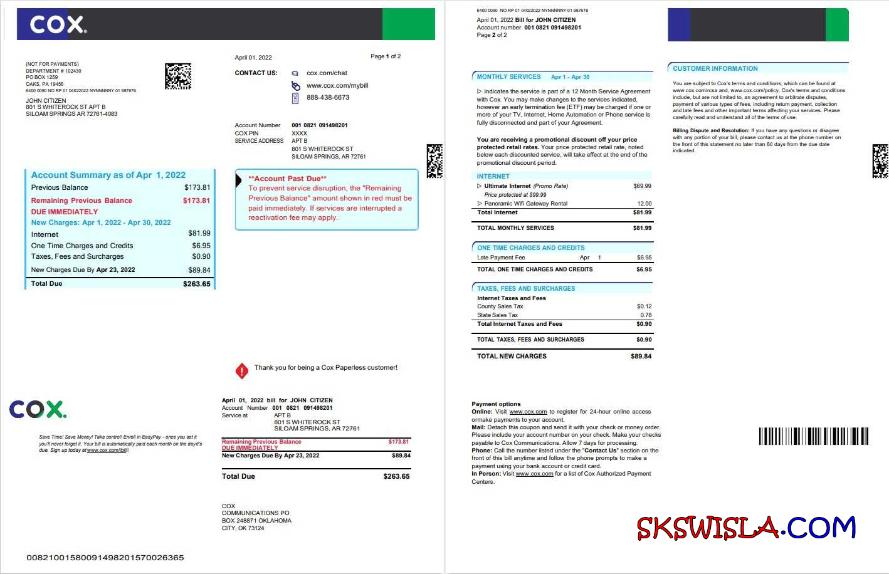 COX.
(NOT FOR PAYMENTS)
DEPARTMENT # 102439
PO BOX 1259
OAKS, PA 19456
JOHN CITIZEN
801 S WHITEROCK ST APT B
SILOAM SPRINGS AR 72761-4083
April 01, 2022
Page 1 of 2
CONTACT US:
cox.com/chat
www.cox.com/mybill
888-438-6673
Account Number 001 0821 091498201
COX PIN XXXX
SERVICE ADDRESS APT B
801 S WHITEROCK ST
SILOAM SPRINGS, AR 72761
Account Summary as of Apr 1, 2022
Previous Balance $173.81
Remaining Previous Balance $173.81
DUE IMMEDIATELY
New Charges: Apr 1, 2022 - Apr 30, 2022
Internet $81.99
One Time Charges and Credits $6.95
Taxes, Fees and Surcharges $0.90
New Charges Due By Apr 23, 2022 $89.84
Total Due $263.65
**Account Past Due**
To prevent service disruption, the "Remaining
Previous Balance" amount shown in red must be
paid immediately. If services are interrupted a
reactivation fee may apply.
Thank you for being a Cox Paperless customer!
COX.
Save Time! Save Money! Take control! Enroll in EasyPay - once you set it
you'll never forget it. Your bill is automatically paid each month on the day it's
due. Sign up today at www.cox.com/bill!
April 01, 2022 bill for JOHN CITIZEN
Account Number 001 0821 091498201
Service at APT B
801 S WHITEROCK ST
SILOAM SPRINGS, AR 72761
Remaining Previous Balance $173.81
DUE IMMEDIATELY
New Charges Due By Apr 23, 2022 $89.84
Total Due $263.65
COX
COMMUNICATIONS PO
BOX 248871 OKLAHOMA
CITY, OK 73124
00821001580091498201570026365
April 01, 2022 Bill for JOHN CITIZEN
Account number 001 0821 091498201
Page 2 of 2
MONTHLY SERVICES Apr 1 - Apr 30
indicates the service is part of a 12 Month Service Agreement
with Cox. You may make changes to the services indicated,
however an early termination fee (ETF) may be charged if one or
more of your TV, Internet, Home Automation or Phone service is
fully disconnected and part of your Agreement.
You are receiving a promotional discount off your price
protected retail rates. Your price protected retail rate, noted
below each discounted service, will take effect at the end of the
promotional discount period.
INTERNET
Ultimate Internet (Promo Rate) $69.99
Price protected at $99.99
Panoramic Wifi Gateway Rental 12.00
Total Internet $81.99
TOTAL MONTHLY SERVICES $81.99
ONE TIME CHARGES AND CREDITS
Late Payment Fee Apr 1 $6.95
TOTAL ONE TIME CHARGES AND CREDITS $6.95
TAXES, FEES AND SURCHARGES
Internet Taxes and Fees
County Sales Tax $0.12
State Sales Tax 0.78
Total Internet Taxes and Fees $0.90
TOTAL TAXES, FEES AND SURCHARGES $0.90
TOTAL NEW CHARGES $89.84
Payment options
Online: Visit www.cox.com to register for 24-hour online access
ormake payments to your account.
Mail: Detach this coupon and send it with your check or money order.
Please include your account number on your check. Make your checks
payable to Cox Communications. Allow 7 days for processing.
Phone: Call the number listed under the "Contact Us" section on the
front of this bill anytime and follow the phone prompts to make a
payment using your bank account or credit card.
In Person: Visit www.cox.com for a list of Cox Authorized Payment
Centers.
CUSTOMER INFORMATION
You are subject to Cox's terms and conditions, which can be found at
www.cox.com/aca and, www.cox.com/policy. Cox's terms and conditions
include, but are not limited to, an agreement to arbitrate disputes,
payment of various types of fees, including return payment, collection
and late fees and other important terms affecting your services. Please
carefully read and understand all of the terms of use.
Billing Dispute and Resolution: If you have any questions or disagree
with any portion of your bill, please contact us at the phone number on
the front of this statement no later than 60 days from the due date
indicated.
SKSWISLA.COM